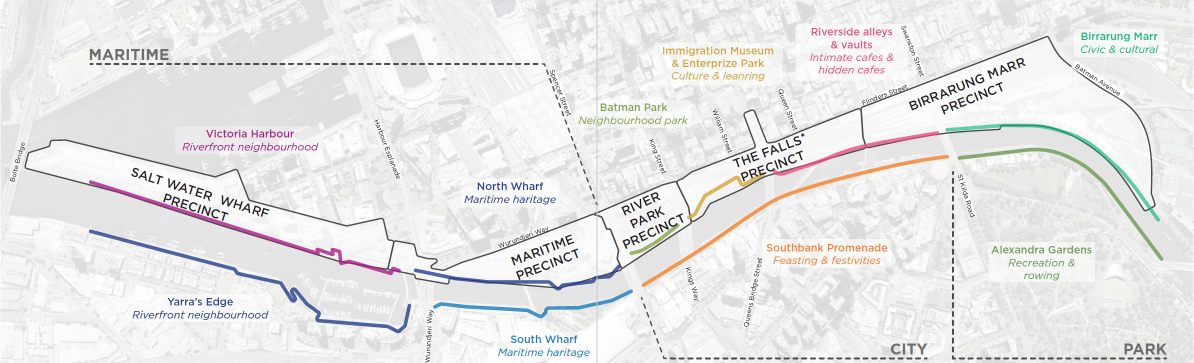 MARITIME
Bolte Bridge
Victoria Harbour
Riverfront neighbourhood
SALT WATER WHARF
PRECINCT
Yarra's Edge
Riverfront neighbourhood
Harbour Esplanade
Wurundjeri Way
North Wharf
Maritime haritage
Wurundjeri Way
MARITIME
PRECINCT
South Wharf
Maritime haritage
Spencer Street
Batman Park
Neighbourhood park
RIVER
PARK
PRECINCT
King Street
Kings Way
Immigration Museum
& Enterprize Park
Culture & leanring
William Street
Queen Street
THE FALLS*
PRECINCT
Queens Bridge Street
Southbank Promenade
Feasting & festivities
Riverside alleys
& vaults
Intimate cafes &
hidden cafes
Flinders Street
Swanston Street
BIRRARUNG MARR
PRECINCT
Birrarung Marr
Civic & cultural
Batman Avenue
St Kilda Road
Alexandra Gardens
Recreation &
rowing
CITY
PARK